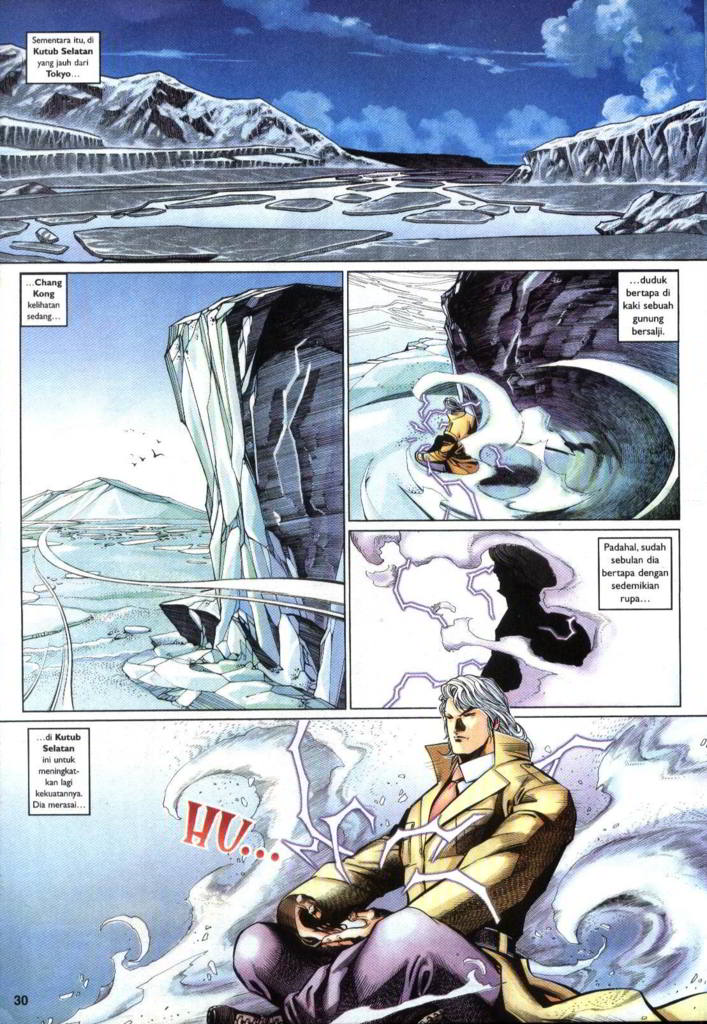 Sementara itu, di
Kutub Selatan
yang jauh dari
Tokyo...
...Chang
Kong
kelihatan
sedang...
...duduk
bertapa di
kaki sebuah
gunung
bersalji.
Padahal, sudah
sebulan dia
bertapa dengan
sedemikian
rupa...
...di Kutub
Selatan
ini untuk
meningkat-
kan lagi
kekuatannya.
Dia merasai...
HU...
30